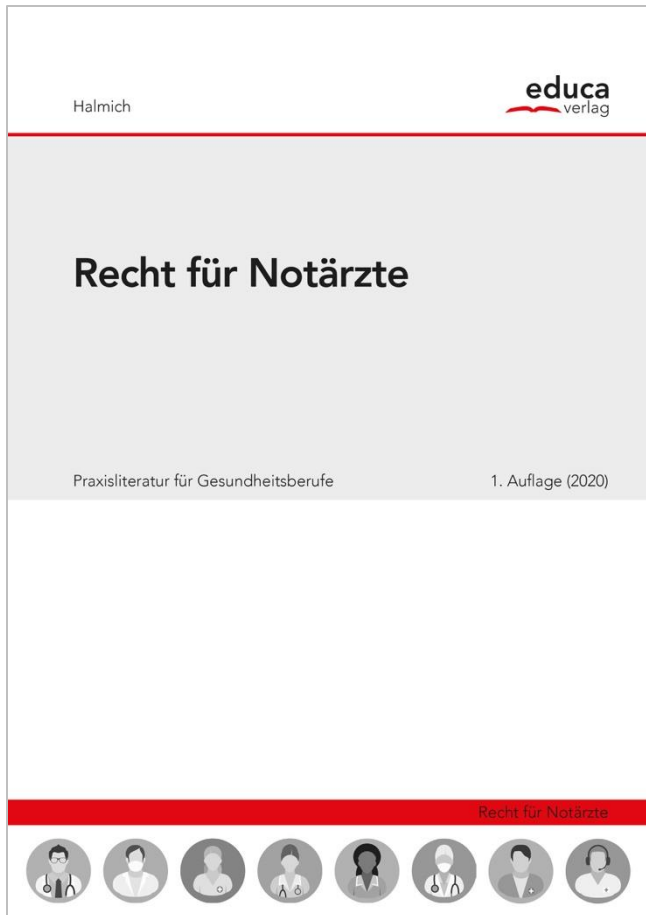 Halmich
educa
verlag
Recht für Notärzte
Praxisliteratur für Gesundheitsberufe
1. Auflage (2020)
Recht für Notärzte